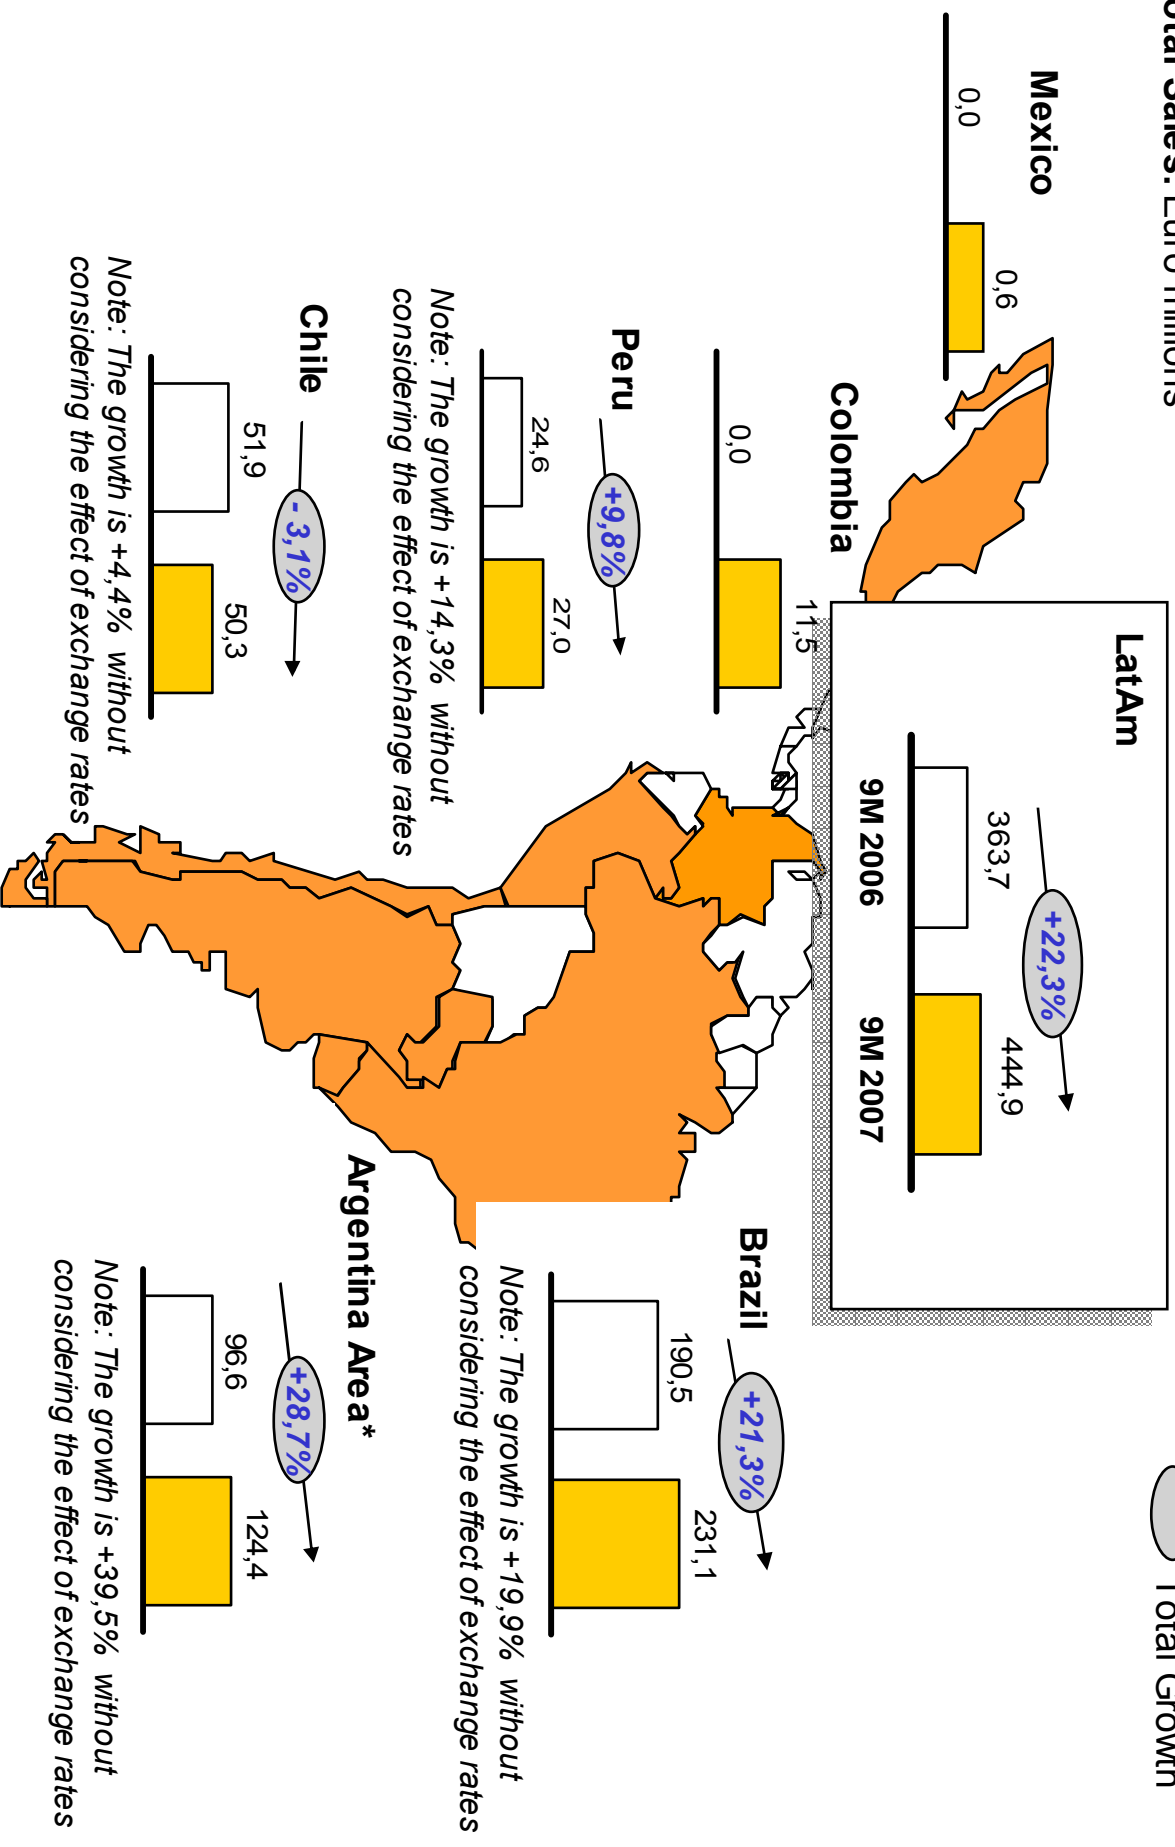 Total Sales: Euro millions
Total Growth
LatAm
+22,3%
363,7
444,9
9M 2006
9M 2007
Mexico
0,0
0,6
Colombia
0,0
11,5
Peru
+9,8%
24,6
27,0
Note: The growth is +14,3% without
considering the effect of exchange rates
Chile
- 3,1%
51,9
50,3
Note: The growth is +4,4% without
considering the effect of exchange rates
Brazil
+21,3%
190,5
231,1
Note: The growth is +19,9% without
considering the effect of exchange rates
Argentina Area*
+28,7%
96,6
124,4
Note: The growth is +39,5% without
considering the effect of exchange rates